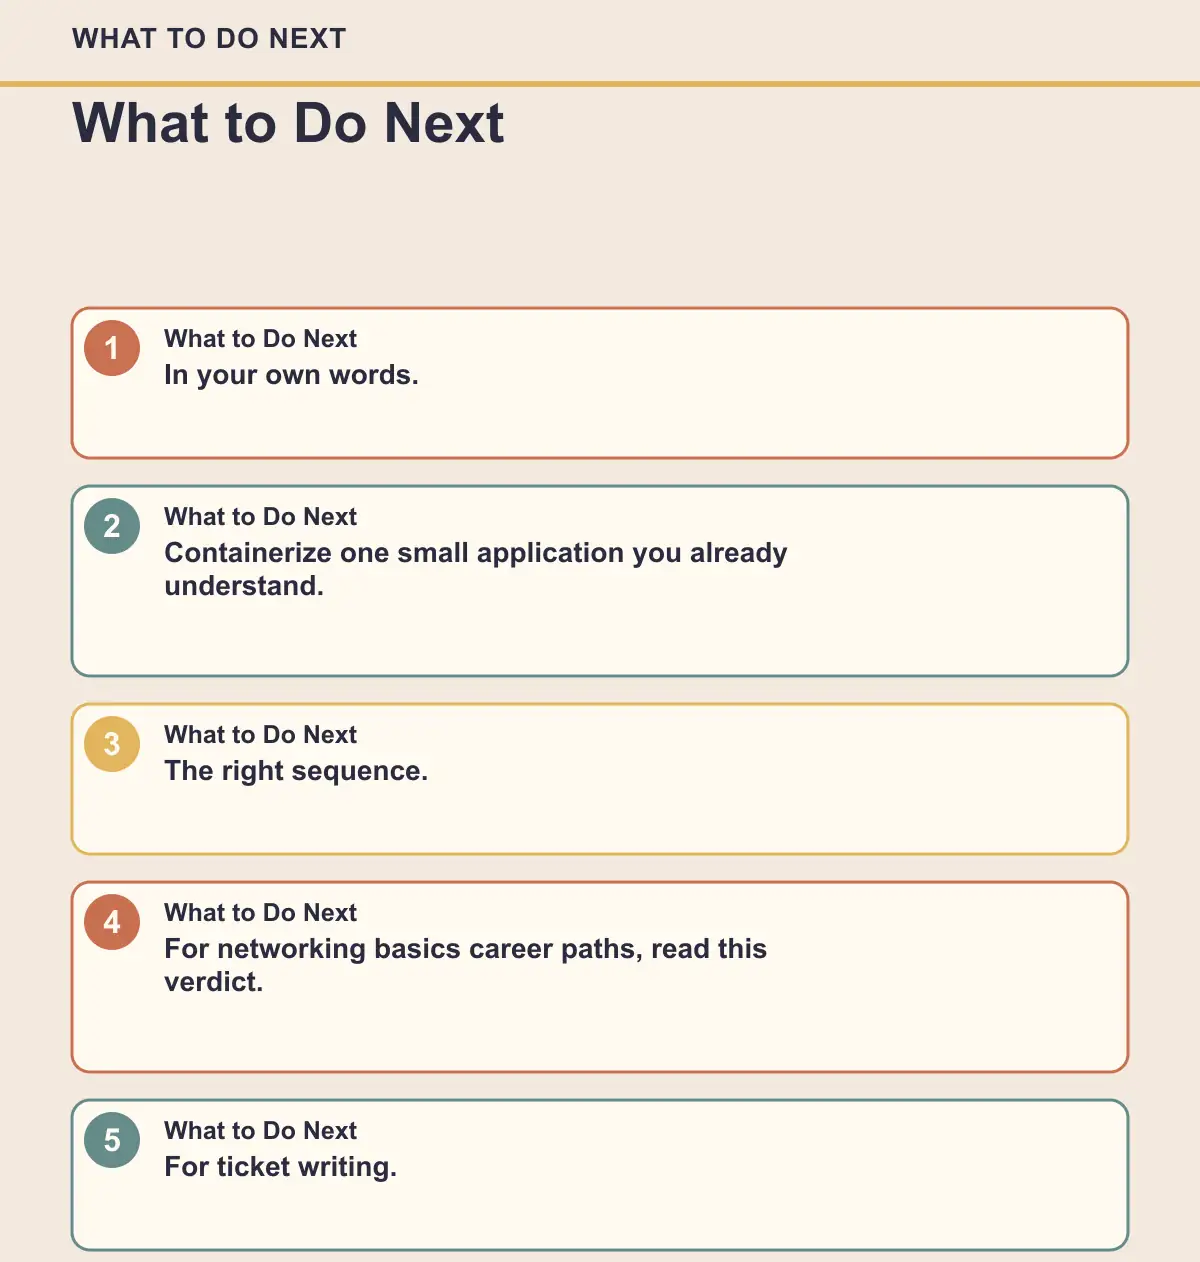 WHAT TO DO NEXT
What to Do Next
1
What to Do Next
In your own words.
2
What to Do Next
Containerize one small application you already
understand.
3
What to Do Next
The right sequence.
4
What to Do Next
For networking basics career paths, read this
verdict.
5
What to Do Next
For ticket writing.